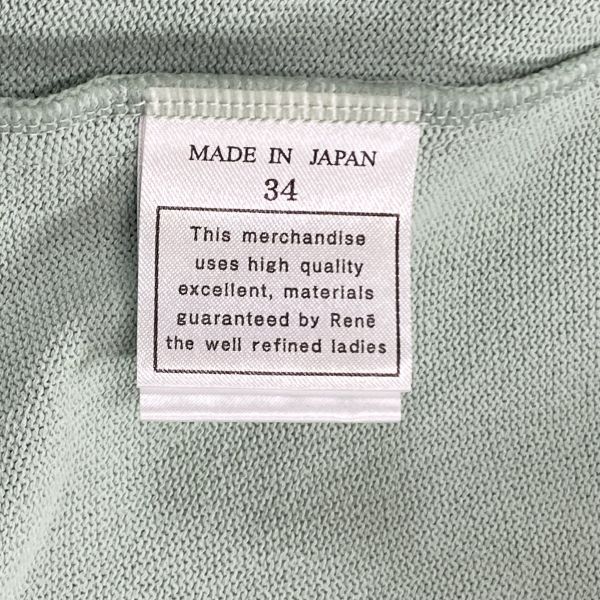 MADE IN JAPAN
34
This merchandise
uses high quality
excellent, materials
guaranteed by René
the well refined ladies